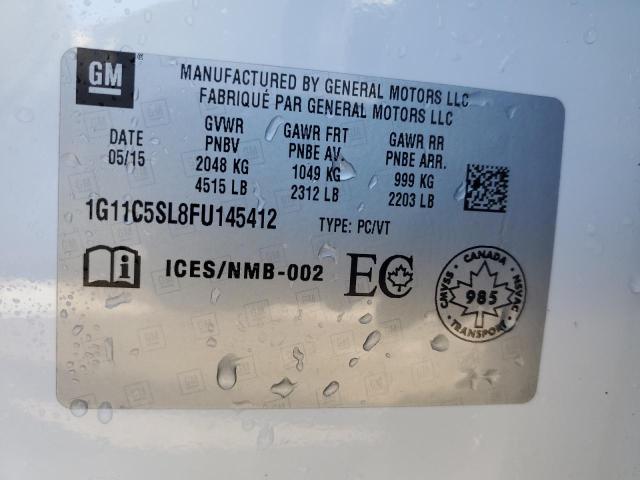 GM
MANUFACTURED BY GENERAL MOTORS LLC
FABRIQUÉ PAR GENERAL MOTORS LLC
DATE
05/15
GVWR
PNBV
2048 KG
4515 LB
GAWR FRT
PNBE AV.
1049 KG
2312 LB
GAWR RR
PNBE ARR.
999 KG
2203 LB
1G11C5SL8FU145412
TYPE: PC/VT
ICES/NMB-002
EC
CANADA
CMVSS
NSVAC
985
TRANSPORT